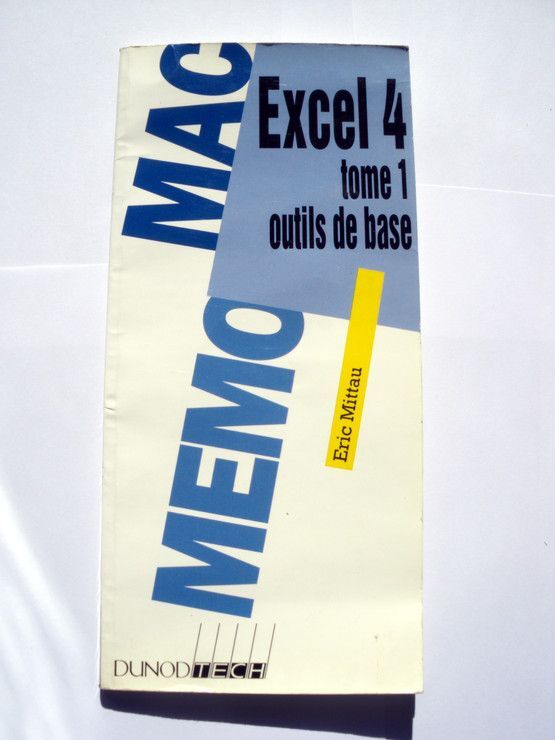 MEMO MAC
Excel 4
tome 1
outils de base
Eric Mittau
DUNOD TECH